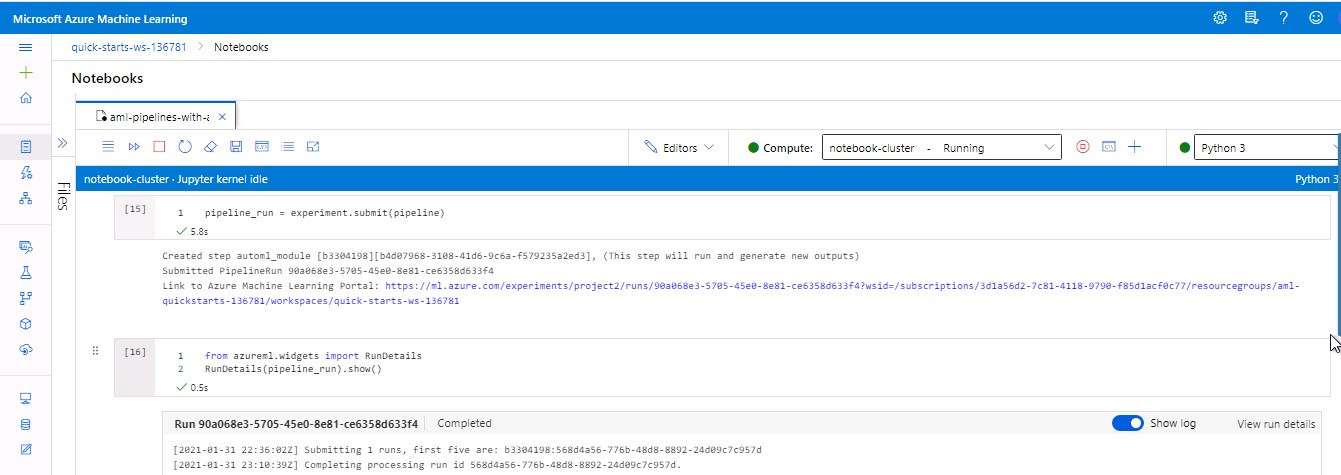 Microsoft Azure Machine Learning
quick-starts-ws-136781 > Notebooks
Notebooks
aml-pipelines-with-a
Editors
Compute:
notebook-cluster - Running
Python 3
notebook-cluster · Jupyter kernel idle
Python 3
Files
[15]
1 pipeline_run = experiment.submit(pipeline)
5.8s
Created step automl_module [b3304198][b4d07968-3108-41d6-9c6a-f579235a2ed3], (This step will run and generate new outputs)
Submitted PipelineRun 90a068e3-5705-45e0-8e81-ce6358d633f4
Link to Azure Machine Learning Portal: https://ml.azure.com/experiments/project2/runs/90a068e3-5705-45e0-8e81-ce6358d633f4?wsid=/subscriptions/3d1a56d2-7c81-4118-9790-f85d1acf0c77/resourcegroups/aml-
quickstarts-136781/workspaces/quick-starts-ws-136781
[16]
1 from azureml.widgets import RunDetails
2 RunDetails(pipeline_run).show()
0.5s
Run 90a068e3-5705-45e0-8e81-ce6358d633f4
Completed
Show log
View run details
[2021-01-31 22:36:02Z] Submitting 1 runs, first five are: b3304198:568d4a56-776b-48d8-8892-24d09c7c957d
[2021-01-31 23:10:39Z] Completing processing run id 568d4a56-776b-48d8-8892-24d09c7c957d.